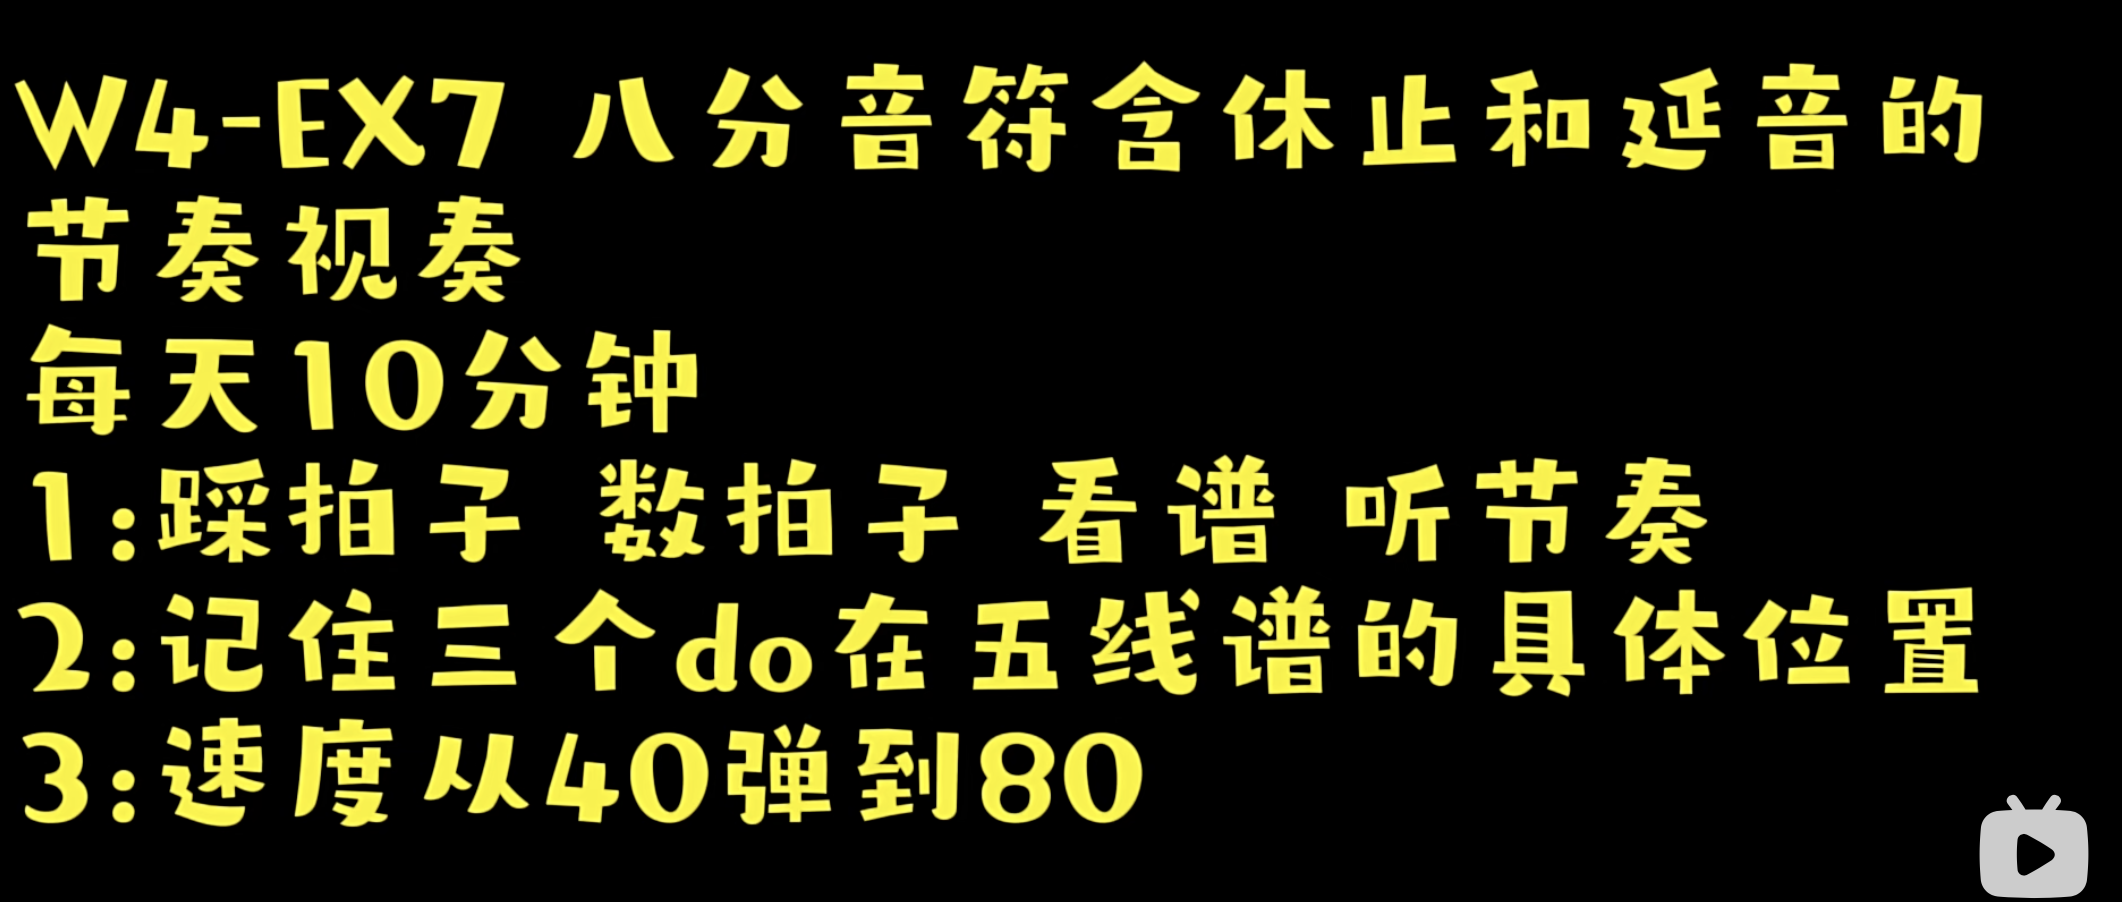 W4-EX7 八分音符含休止和延音的
节奏视奏
每天10分钟
1:踩拍子 数拍子 看谱 听节奏
2:记住三个do在五线谱的具体位置
3:速度从40弹到80